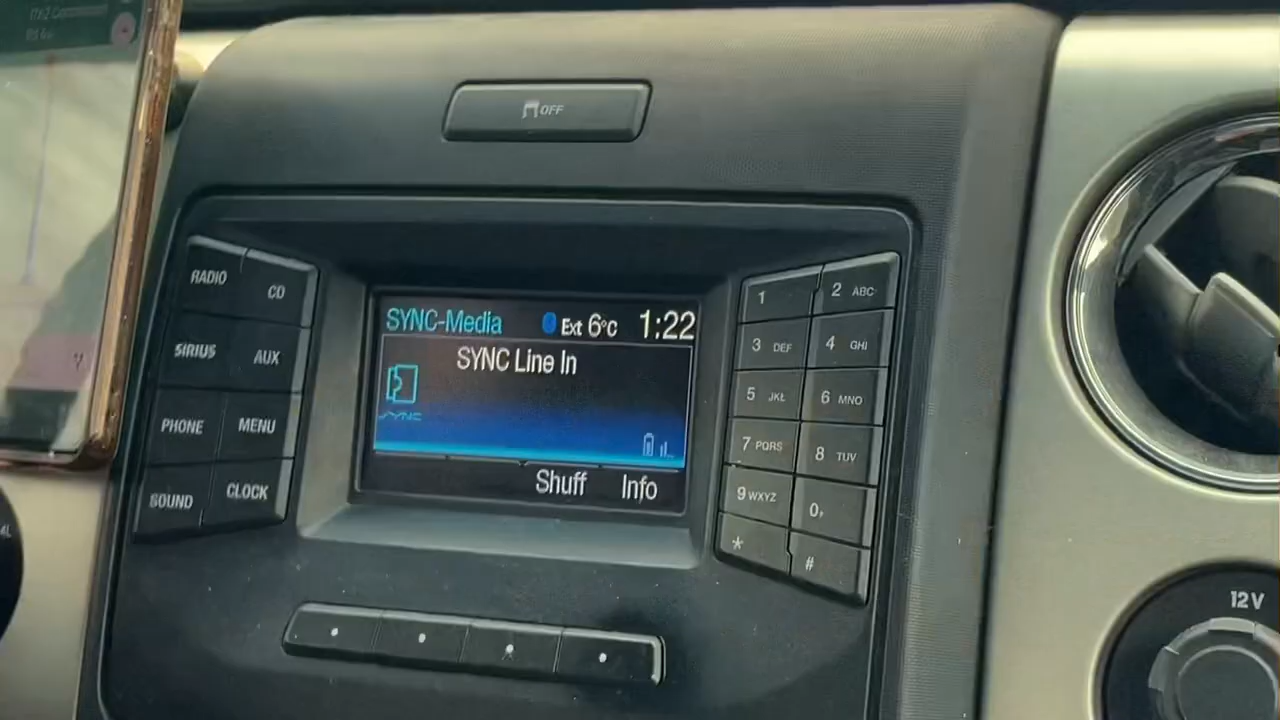 OFF
RADIO
CD
SIRIUS
AUX
PHONE
MENU
SOUND
CLOCK
SYNC-Media
Ext 6°C
1:22
SYNC Line In
SYNC
Shuff
Info
1
2 ABC
3 DEF
4 GHI
5 JKL
6 MNO
7 PQRS
8 TUV
9 WXYZ
0,
*
#
4L
12V